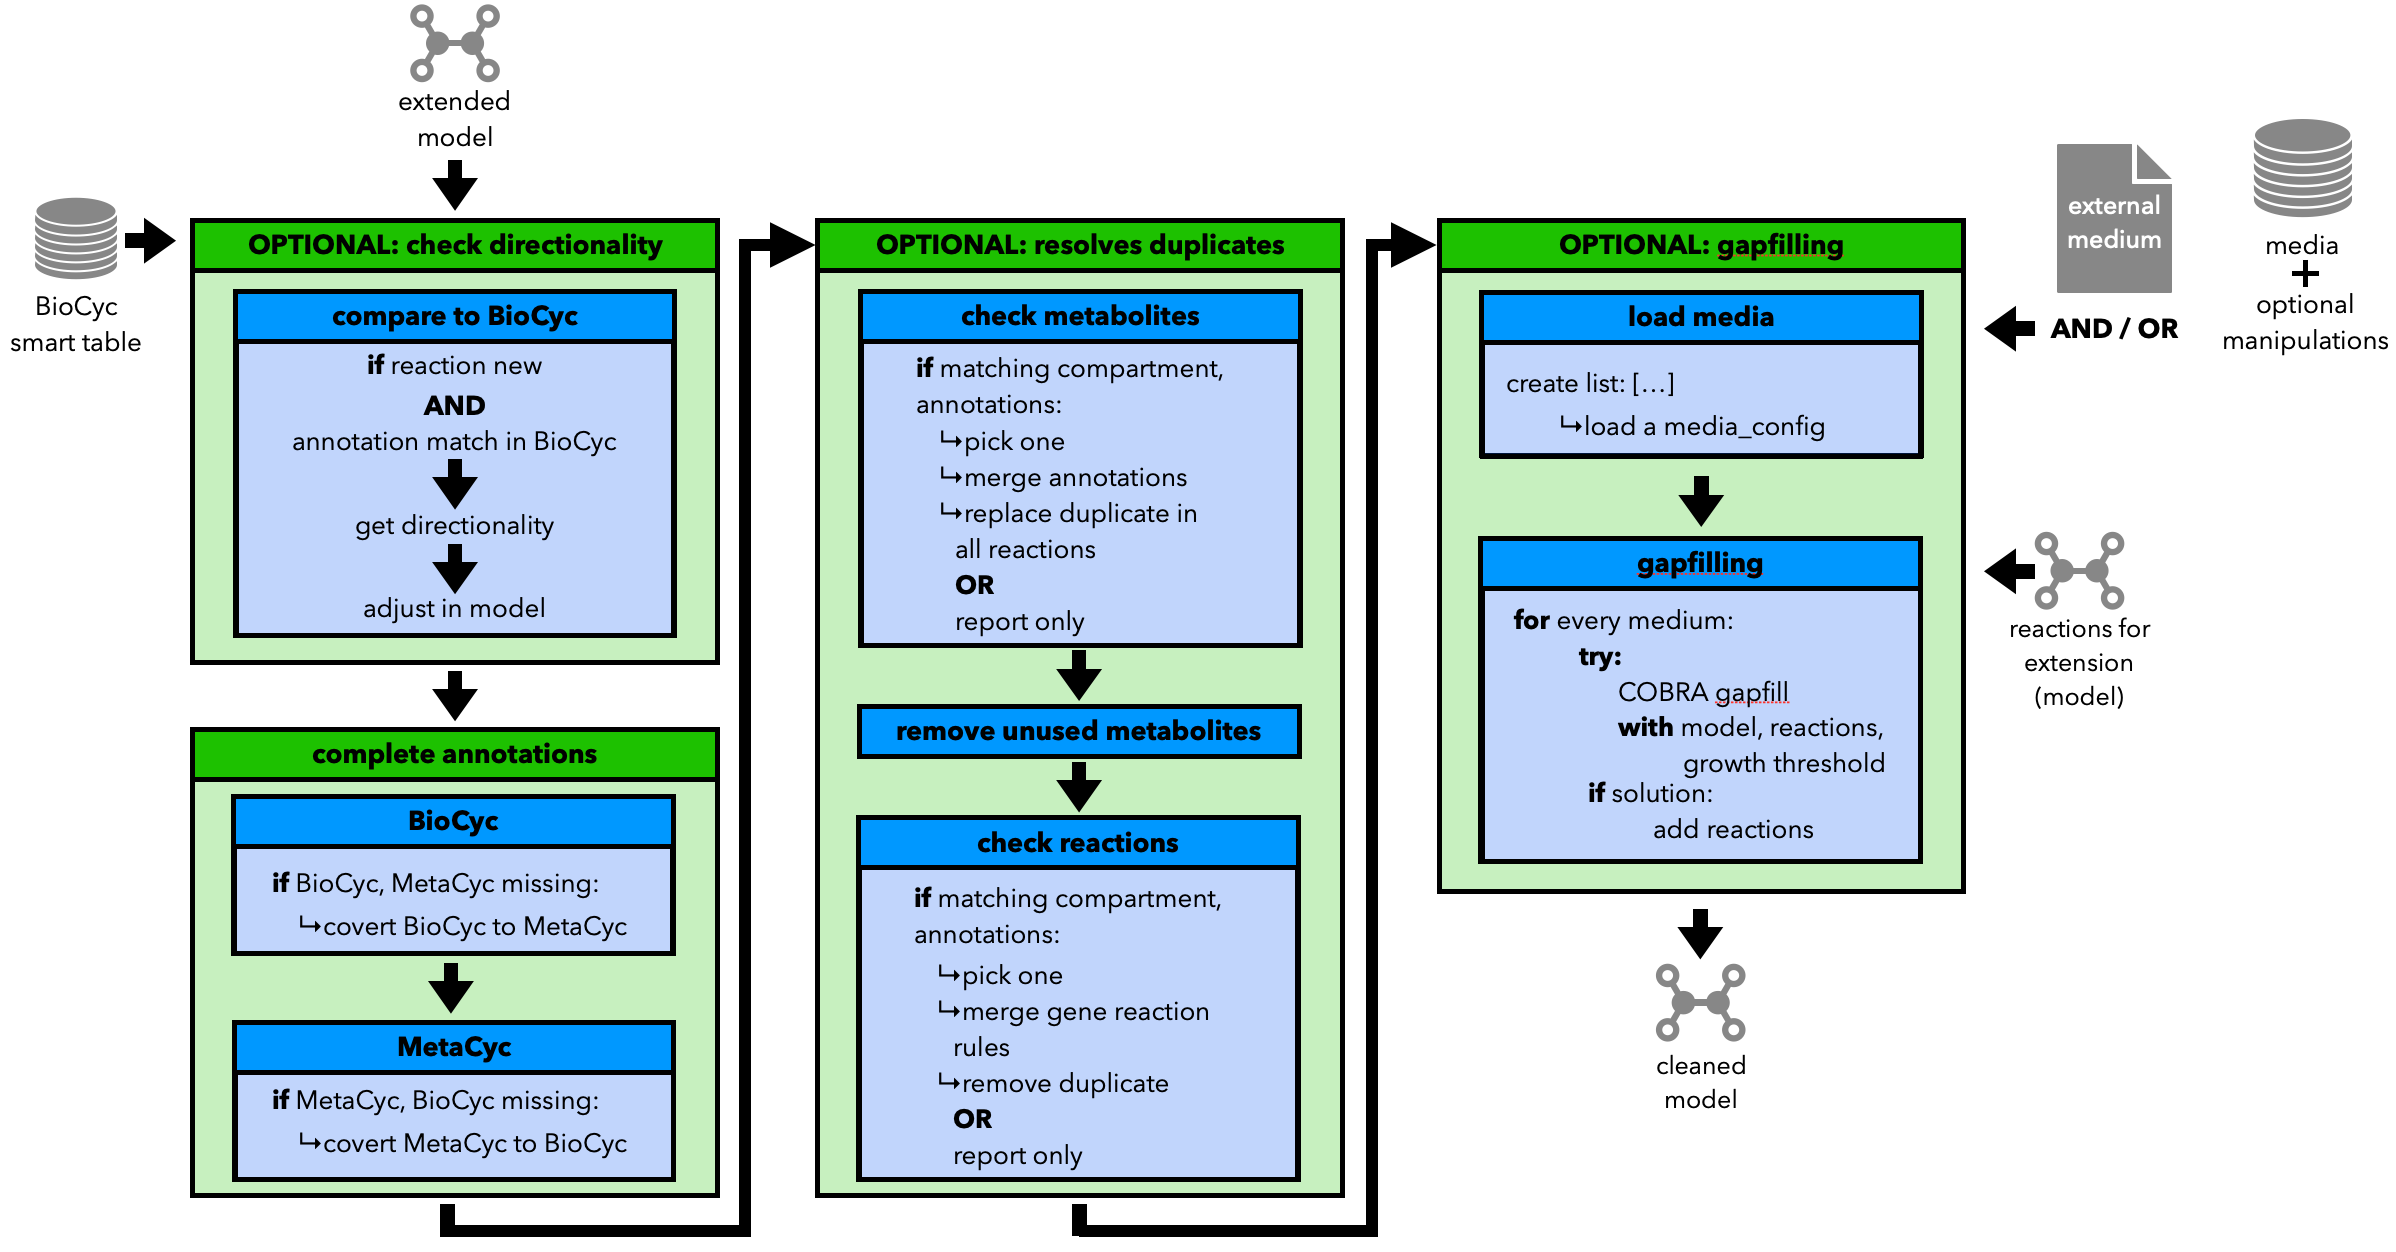 extended
model
BioCyc
smart table
OPTIONAL: check directionality
compare to BioCyc
if reaction new
AND
annotation match in BioCyc
get directionality
adjust in model
complete annotations
BioCyc
if BioCyc, MetaCyc missing:
↳covert BioCyc to MetaCyc
MetaCyc
if MetaCyc, BioCyc missing:
↳covert MetaCyc to BioCyc
OPTIONAL: resolves duplicates
check metabolites
if matching compartment,
annotations:
↳pick one
↳merge annotations
↳replace duplicate in
all reactions
OR
report only
remove unused metabolites
check reactions
if matching compartment,
annotations:
↳pick one
↳merge gene reaction
rules
↳remove duplicate
OR
report only
OPTIONAL: gapfilling
load media
create list: [...]
↳load a media_config
gapfilling
for every medium:
try:
COBRA gapfill
with model, reactions,
growth threshold
if solution:
add reactions
external
medium
AND / OR
media
+
optional
manipulations
reactions for
extension
(model)
cleaned
model